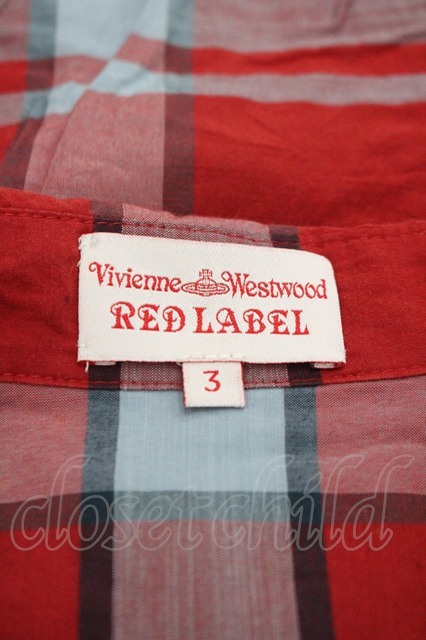 Vivienne Westwood
RED LABEL
3
closetchild